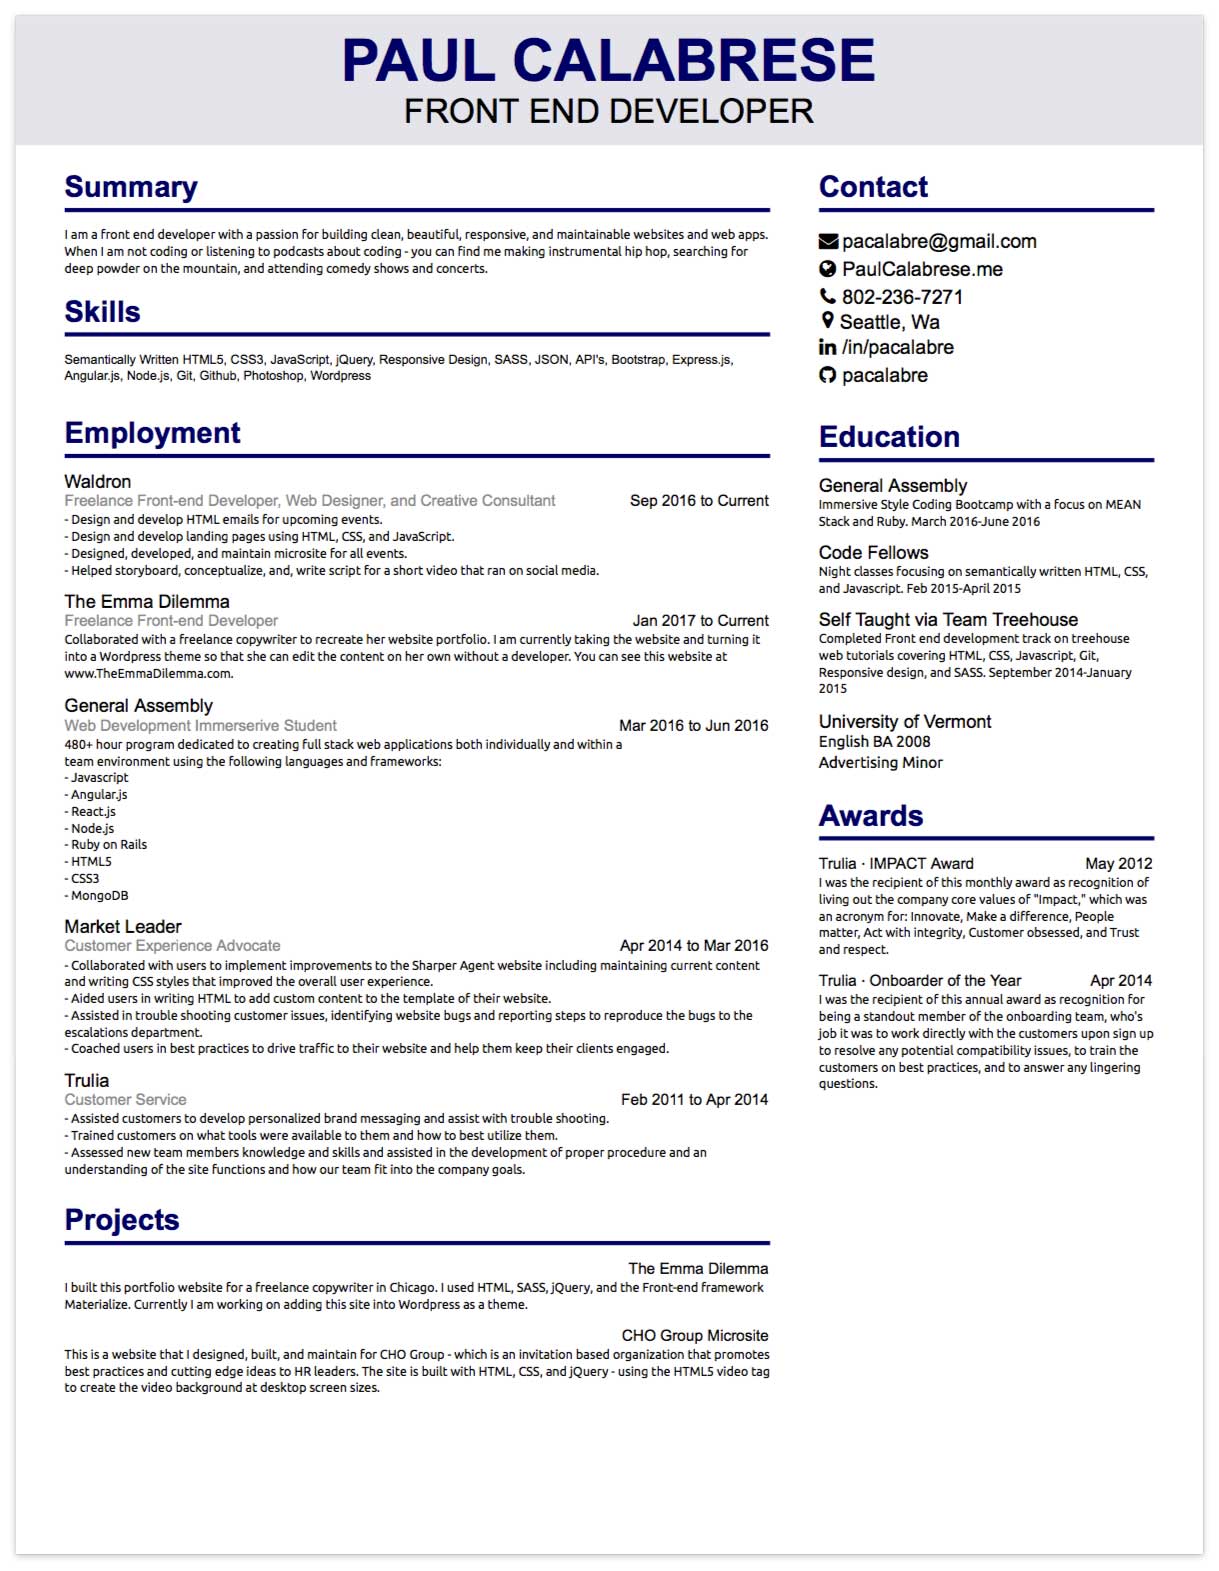 PAUL CALABRESE
FRONT END DEVELOPER
Summary
I am a front end developer with a passion for building clean, beautiful, responsive, and maintainable websites and web apps.
When I am not coding or listening to podcasts about coding - you can find me making instrumental hip hop, searching for
deep powder on the mountain, and attending comedy shows and concerts.
Skills
Semantically Written HTML5, CSS3, JavaScript, jQuery, Responsive Design, SASS, JSON, API's, Bootstrap, Express.js,
Angular.js, Node.js, Git, Github, Photoshop, Wordpress
Employment
Waldron
Freelance Front-end Developer, Web Designer, and Creative Consultant Sep 2016 to Current
- Design and develop HTML emails for upcoming events.
- Design and develop landing pages using HTML, CSS, and JavaScript.
- Designed, developed, and maintain microsite for all events.
- Helped storyboard, conceptualize, and, write script for a short video that ran on social media.
The Emma Dilemma
Freelance Front-end Developer Jan 2017 to Current
Collaborated with a freelance copywriter to recreate her website portfolio. I am currently taking the website and turning it
into a Wordpress theme so that she can edit the content on her own without a developer. You can see this website at
www.TheEmmaDilemma.com.
General Assembly
Web Development Immerserive Student Mar 2016 to Jun 2016
480+ hour program dedicated to creating full stack web applications both individually and within a
team environment using the following languages and frameworks:
- Javascript
- Angular.js
- React.js
- Node.js
- Ruby on Rails
- HTML5
- CSS3
- MongoDB
Market Leader
Customer Experience Advocate Apr 2014 to Mar 2016
- Collaborated with users to implement improvements to the Sharper Agent website including maintaining current content
and writing CSS styles that improved the overall user experience.
- Aided users in writing HTML to add custom content to the template of their website.
- Assisted in trouble shooting customer issues, identifying website bugs and reporting steps to reproduce the bugs to the
escalations department.
- Coached users in best practices to drive traffic to their website and help them keep their clients engaged.
Trulia
Customer Service Feb 2011 to Apr 2014
- Assisted customers to develop personalized brand messaging and assist with trouble shooting.
- Trained customers on what tools were available to them and how to best utilize them.
- Assessed new team members knowledge and skills and assisted in the development of proper procedure and an
understanding of the site functions and how our team fit into the company goals.
Projects
The Emma Dilemma
I built this portfolio website for a freelance copywriter in Chicago. I used HTML, SASS, jQuery, and the Front-end framework
Materialize. Currently I am working on adding this site into Wordpress as a theme.
CHO Group Microsite
This is a website that I designed, built, and maintain for CHO Group - which is an invitation based organization that promotes
best practices and cutting edge ideas to HR leaders. The site is built with HTML, CSS, and jQuery - using the HTML5 video tag
to create the video background at desktop screen sizes.
Contact
pacalabre@gmail.com
PaulCalabrese.me
802-236-7271
Seattle, Wa
/in/pacalabre
pacalabre
Education
General Assembly
Immersive Style Coding Bootcamp with a focus on MEAN
Stack and Ruby. March 2016-June 2016
Code Fellows
Night classes focusing on semantically written HTML, CSS,
and Javascript. Feb 2015-April 2015
Self Taught via Team Treehouse
Completed Front end development track on treehouse
web tutorials covering HTML, CSS, Javascript, Git,
Responsive design, and SASS. September 2014-January
2015
University of Vermont
English BA 2008
Advertising Minor
Awards
Trulia · IMPACT Award May 2012
I was the recipient of this monthly award as recognition of
living out the company core values of "Impact," which was
an acronym for: Innovate, Make a difference, People
matter, Act with integrity, Customer obsessed, and Trust
and respect.
Trulia · Onboarder of the Year Apr 2014
I was the recipient of this annual award as recognition for
being a standout member of the onboarding team, who's
job it was to work directly with the customers upon sign up
to resolve any potential compatibility issues, to train the
customers on best practices, and to answer any lingering
questions.